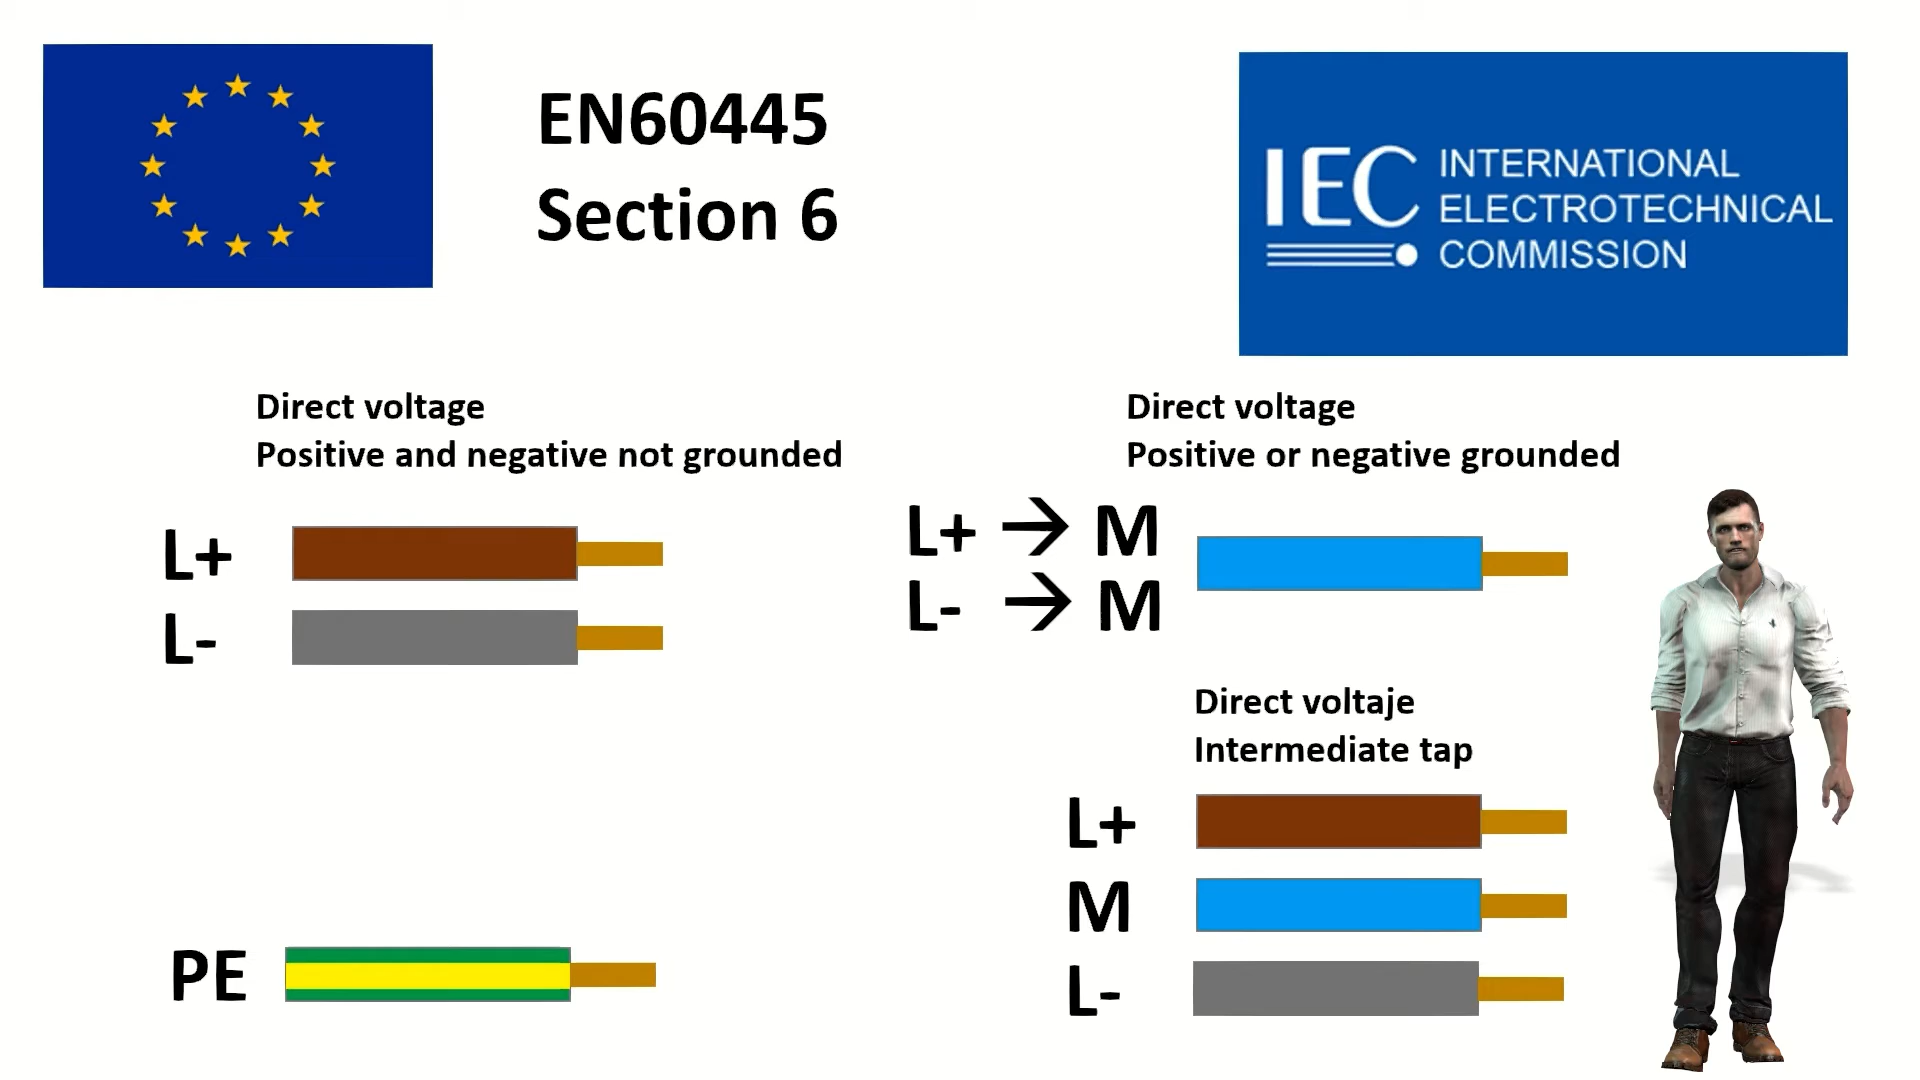 EN60445
Section 6
IEC INTERNATIONAL
ELECTROTECHNICAL
COMMISSION
Direct voltage
Positive and negative not grounded
L+
L-
PE
Direct voltage
Positive or negative grounded
L+ → M
L- → M
Direct voltaje
Intermediate tap
L+
M
L-